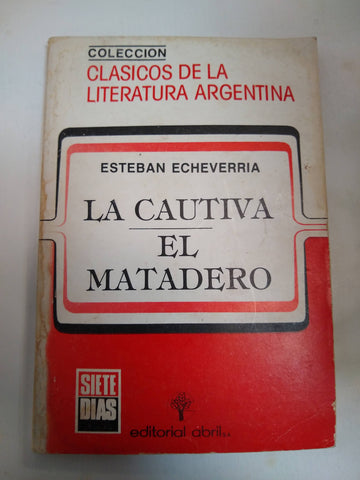 COLECCION
CLASICOS DE LA
LITERATURA ARGENTINA
ESTEBAN ECHEVERRIA
LA CAUTIVA
EL
MATADERO
SIETE
DIAS
editorial abril s.a.